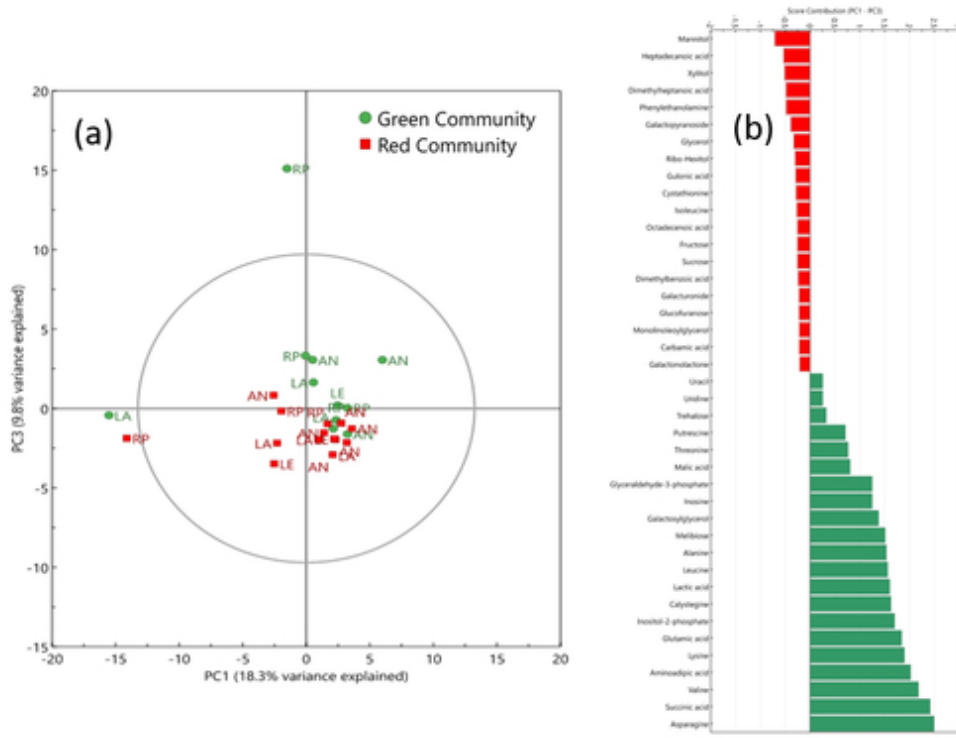 (a)
Green Community
Red Community
20
15
10
5
0
-5
-10
-15
-20
-15
-10
-5
0
5
10
15
20
PC3 (9.8% variance explained)
PC1 (18.3% variance explained)
RP
RP
AN
AN
LA
LE
RP
AN
RP
RP
AN
LA
RP
AN
AN
AN
LA
LE
AN
LA
AN
Score Contribution (PC1 - PC3)
(b)
Mannitol
Heptadecanoic acid
Xylitol
Dimethylheptanoic acid
Phenylethanolamine
Galactopyranoside
Glycerol
Ribo-Hexitol
Gulonic acid
Cystathionine
Isoleucine
Octadecenoic acid
Fructose
Sucrose
Dimethylbenzoic acid
Galacturonide
Glucofuranose
Monolinoleoylglycerol
Carbamic acid
Galactonolactone
Uracil
Uridine
Trehalose
Putrescine
Threonine
Malic acid
Glyceraldehyde-3-phosphate
Inosine
Galactosylglycerol
Melibiose
Alanine
Leucine
Lactic acid
Calystegine
Inositol-2-phosphate
Glutamic acid
Lysine
Aminoadipic acid
Valine
Succinic acid
Asparagine